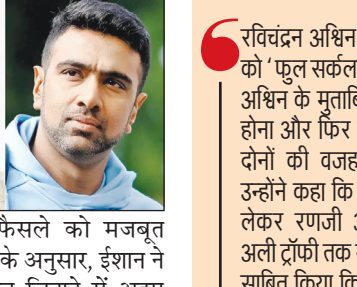 फैसले को मजबूत
के अनुसार, ईशान ने
रविचंद्रन अश्विन
को 'फुल सर्कल
अश्विन के मुताबि
होना और फिर
दोनों की वजह
उन्होंने कहा कि
लेकर रणजी
अली ट्रॉफी तक
साबित किया कि